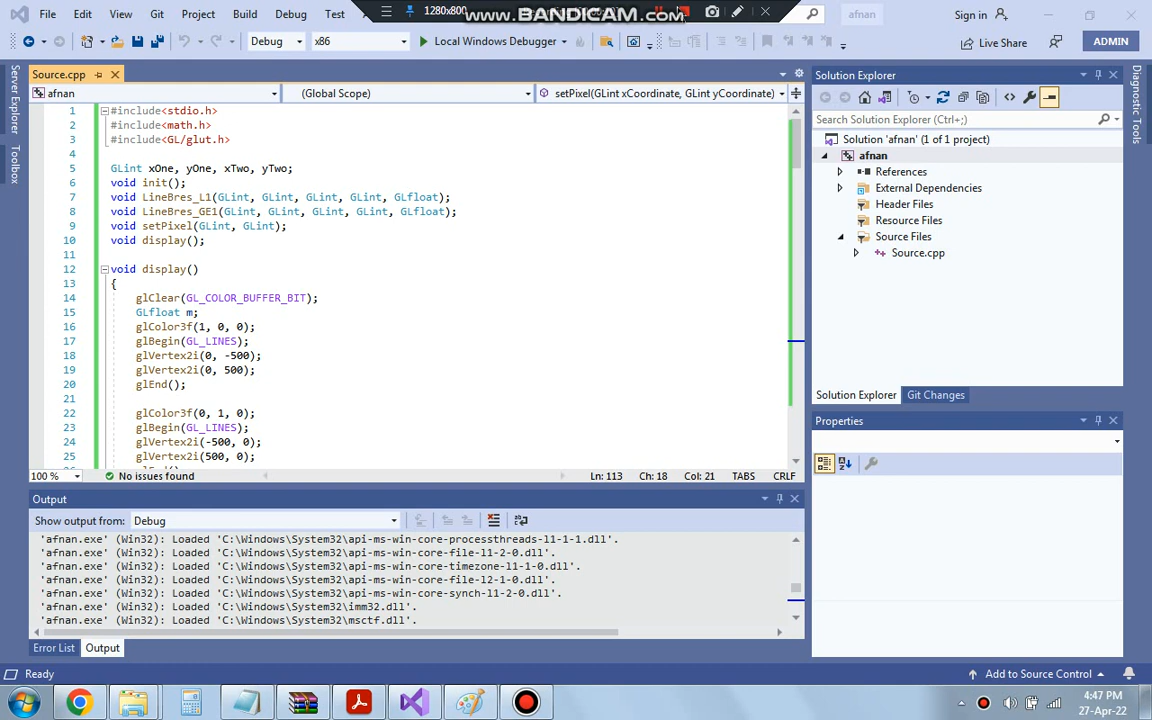 File Edit View Git Project Build Debug Test
1280x800
www.BANDICAM.com
afnan
Sign in
Debug
x86
Local Windows Debugger
Live Share
ADMIN
Server Explorer
Toolbox
Source.cpp
afnan
(Global Scope)
setPixel(GLint xCoordinate, GLint yCoordinate)
1 #include<stdio.h>
2 #include<math.h>
3 #include<GL/glut.h>
4
5 GLint xOne, yOne, xTwo, yTwo;
6 void init();
7 void LineBres_L1(GLint, GLint, GLint, GLint, GLfloat);
8 void LineBres_GE1(GLint, GLint, GLint, GLint, GLfloat);
9 void setPixel(GLint, GLint);
10 void display();
11
12 void display()
13 {
14 glClear(GL_COLOR_BUFFER_BIT);
15 GLfloat m;
16 glColor3f(1, 0, 0);
17 glBegin(GL_LINES);
18 glVertex2i(0, -500);
19 glVertex2i(0, 500);
20 glEnd();
21
22 glColor3f(0, 1, 0);
23 glBegin(GL_LINES);
24 glVertex2i(-500, 0);
25 glVertex2i(500, 0);
100 %
No issues found
Ln: 113 Ch: 18 Col: 21 TABS CRLF
Output
Show output from: Debug
'afnan.exe' (Win32): Loaded 'C:\Windows\System32\api-ms-win-core-processthreads-l1-1-1.dll'.
'afnan.exe' (Win32): Loaded 'C:\Windows\System32\api-ms-win-core-file-l1-2-0.dll'.
'afnan.exe' (Win32): Loaded 'C:\Windows\System32\api-ms-win-core-timezone-l1-1-0.dll'.
'afnan.exe' (Win32): Loaded 'C:\Windows\System32\api-ms-win-core-file-l2-1-0.dll'.
'afnan.exe' (Win32): Loaded 'C:\Windows\System32\api-ms-win-core-synch-l1-2-0.dll'.
'afnan.exe' (Win32): Loaded 'C:\Windows\System32\imm32.dll'.
'afnan.exe' (Win32): Loaded 'C:\Windows\System32\msctf.dll'.
Error List Output
Solution Explorer
Search Solution Explorer (Ctrl+;)
Solution 'afnan' (1 of 1 project)
afnan
References
External Dependencies
Header Files
Resource Files
Source Files
Source.cpp
Solution Explorer Git Changes
Properties
Diagnostic Tools
Ready
Add to Source Control
4:47 PM
27-Apr-22